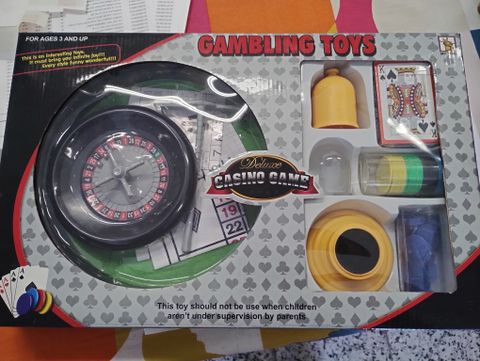 FOR AGES 3 AND UP
This is an interesting toys.
It must bring you infinite joy!!!
Every style funny wonderful!!!
GAMBLING TOYS
Deluxe
CASINO GAME
K
19
22
This toy should not be use when children
aren't under supervision by parents